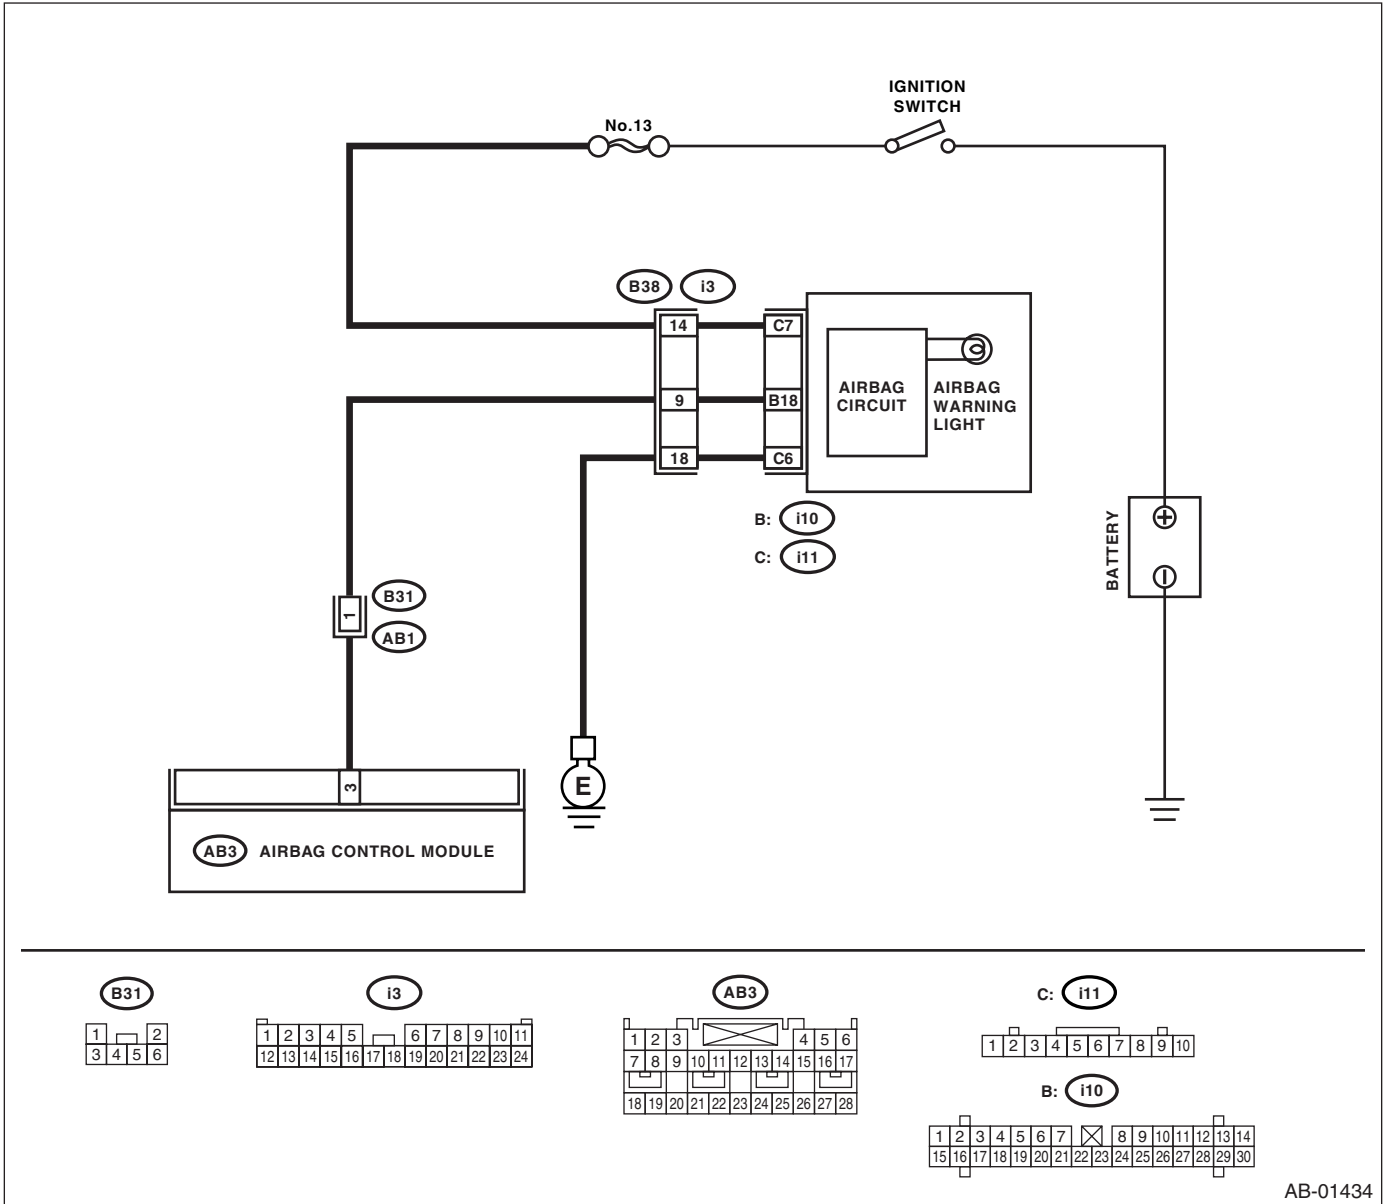 IGNITION
SWITCH
No.13
B38 i3
14 C7
9 B18
18 C6
AIRBAG
CIRCUIT
AIRBAG
WARNING
LIGHT
B: i10
C: i11
BATTERY
B31
1
AB1
3
E
AB3 AIRBAG CONTROL MODULE
B31
1 2
3 4 5 6
i3
1 2 3 4 5 6 7 8 9 10 11
12 13 14 15 16 17 18 19 20 21 22 23 24
AB3
1 2 3 4 5 6
7 8 9 10 11 12 13 14 15 16 17
18 19 20 21 22 23 24 25 26 27 28
C: i11
1 2 3 4 5 6 7 8 9 10
B: i10
1 2 3 4 5 6 7 8 9 10 11 12 13 14
15 16 17 18 19 20 21 22 23 24 25 26 27 28 29 30
AB-01434